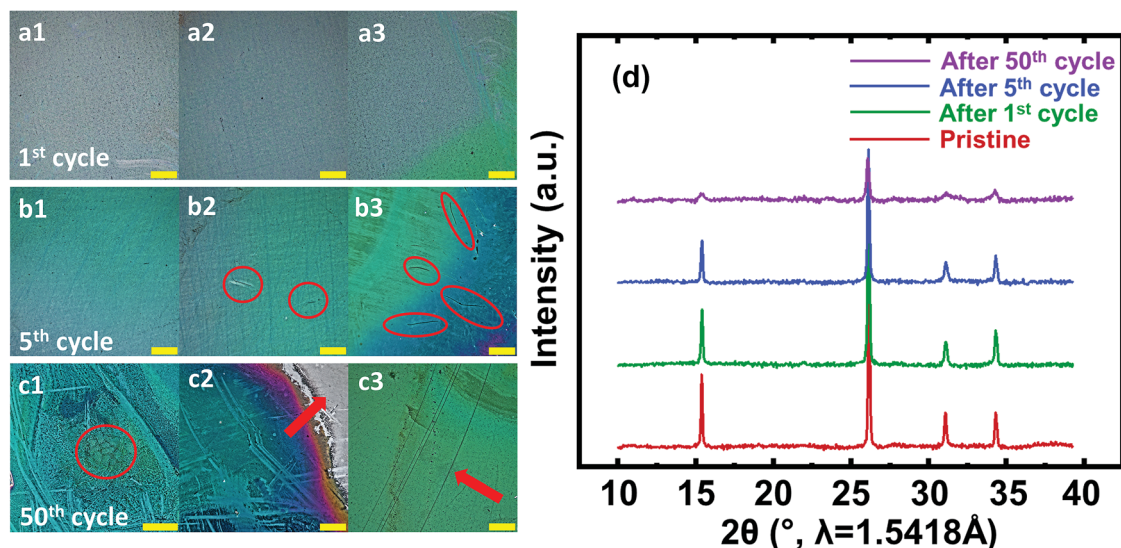 a1
a2
a3
1st cycle
b1
b2
b3
5th cycle
c1
c2
c3
50th cycle
(d)
After 50th cycle
After 5th cycle
After 1st cycle
Pristine
Intensity (a.u.)
10 15 20 25 30 35 40
2θ (°, λ=1.5418Å)